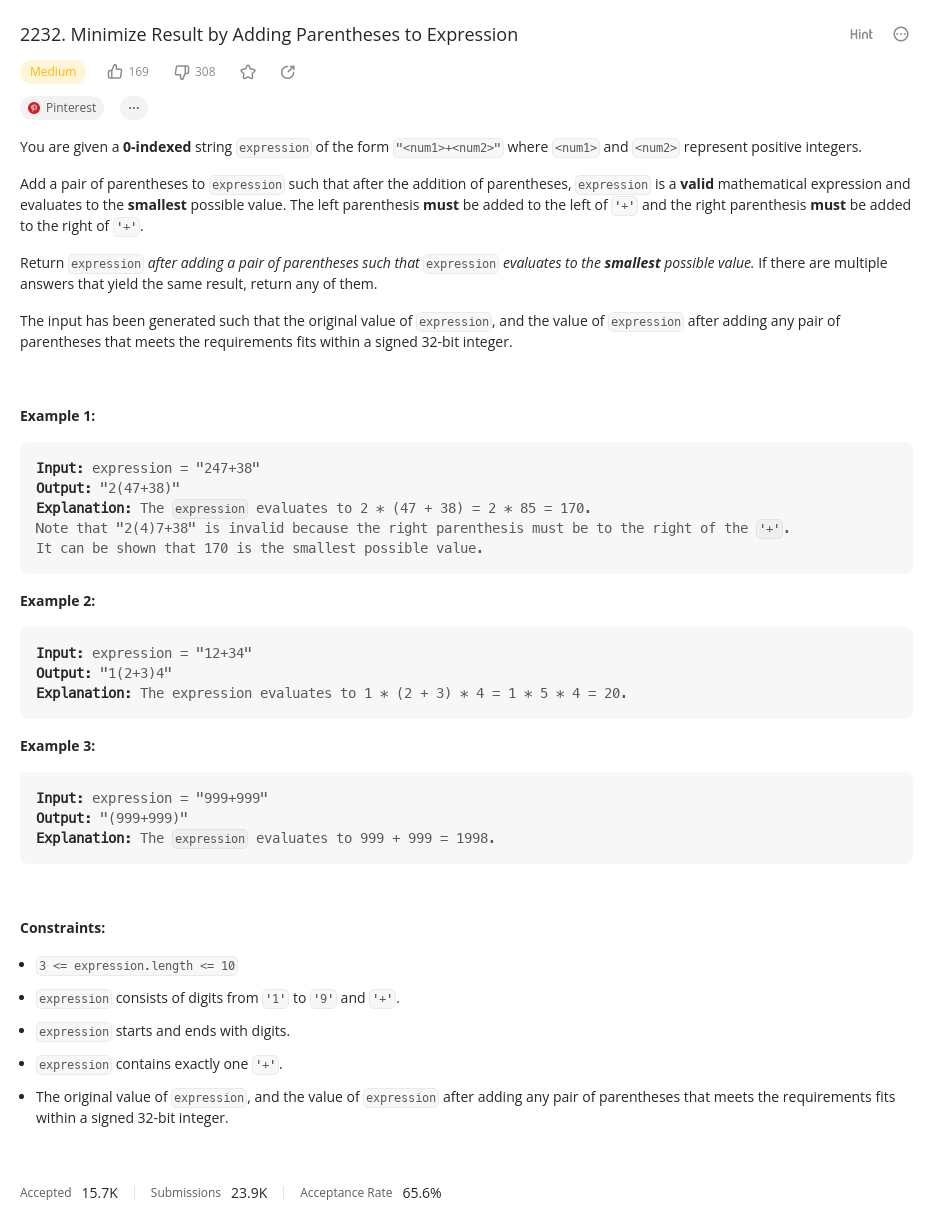 2232. Minimize Result by Adding Parentheses to Expression
Hint
Medium 169 308
Pinterest ...
You are given a 0-indexed string expression of the form "<num1>+<num2>" where <num1> and <num2> represent positive integers.
Add a pair of parentheses to expression such that after the addition of parentheses, expression is a valid mathematical expression and
evaluates to the smallest possible value. The left parenthesis must be added to the left of '+' and the right parenthesis must be added
to the right of '+'.
Return expression after adding a pair of parentheses such that expression evaluates to the smallest possible value. If there are multiple
answers that yield the same result, return any of them.
The input has been generated such that the original value of expression, and the value of expression after adding any pair of
parentheses that meets the requirements fits within a signed 32-bit integer.
Example 1:
Input: expression = "247+38"
Output: "2(47+38)"
Explanation: The expression evaluates to 2 * (47 + 38) = 2 * 85 = 170.
Note that "2(4)7+38" is invalid because the right parenthesis must be to the right of the '+'.
It can be shown that 170 is the smallest possible value.
Example 2:
Input: expression = "12+34"
Output: "1(2+3)4"
Explanation: The expression evaluates to 1 * (2 + 3) * 4 = 1 * 5 * 4 = 20.
Example 3:
Input: expression = "999+999"
Output: "(999+999)"
Explanation: The expression evaluates to 999 + 999 = 1998.
Constraints:
• 3 <= expression.length <= 10
• expression consists of digits from '1' to '9' and '+'.
• expression starts and ends with digits.
• expression contains exactly one '+'.
• The original value of expression, and the value of expression after adding any pair of parentheses that meets the requirements fits
within a signed 32-bit integer.
Accepted 15.7K Submissions 23.9K Acceptance Rate 65.6%